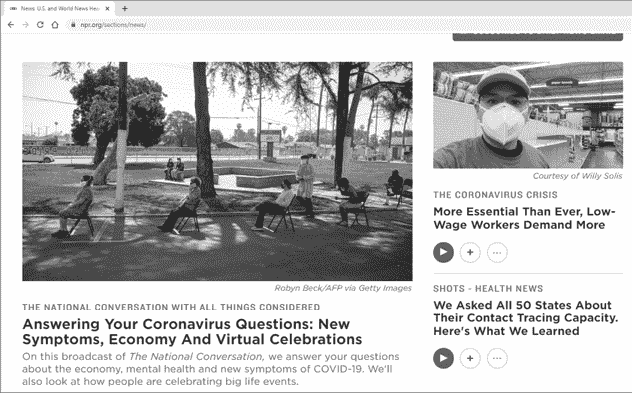 News: U.S. and World News Hea
npr.org/sections/news/
Robyn Beck/AFP via Getty Images
THE NATIONAL CONVERSATION WITH ALL THINGS CONSIDERED
Answering Your Coronavirus Questions: New
Symptoms, Economy And Virtual Celebrations
On this broadcast of The National Conversation, we answer your questions
about the economy, mental health and new symptoms of COVID-19. We'll
also look at how people are celebrating big life events.
Courtesy of Willy Solis
THE CORONAVIRUS CRISIS
More Essential Than Ever, Low-
Wage Workers Demand More
SHOTS - HEALTH NEWS
We Asked All 50 States About
Their Contact Tracing Capacity.
Here's What We Learned